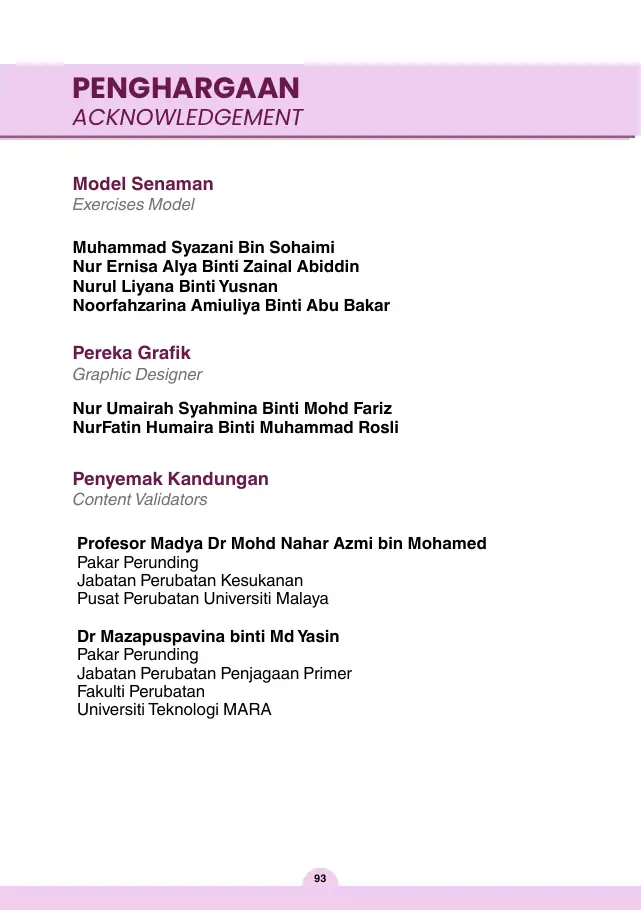 PENGHARGAAN
ACKNOWLEDGEMENT
Model Senaman
Exercises Model
Muhammad Syazani Bin Sohaimi
Nur Ernisa Alya Binti Zainal Abiddin
Nurul Liyana Binti Yusnan
Noorfahzarina Amiuliya Binti Abu Bakar
Pereka Grafik
Graphic Designer
Nur Umairah Syahmina Binti Mohd Fariz
NurFatin Humaira Binti Muhammad Rosli
Penyemak Kandungan
Content Validators
Profesor Madya Dr Mohd Nahar Azmi bin Mohamed
Pakar Perunding
Jabatan Perubatan Kesukanan
Pusat Perubatan Universiti Malaya
Dr Mazapuspavina binti Md Yasin
Pakar Perunding
Jabatan Perubatan Penjagaan Primer
Fakulti Perubatan
Universiti Teknologi MARA
93